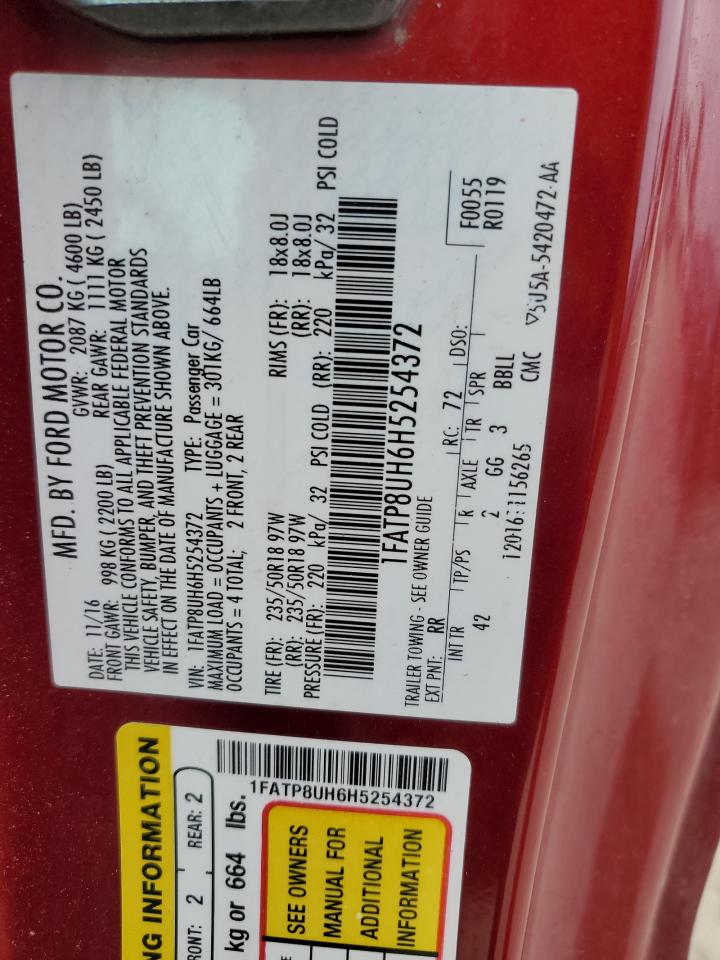 MFD. BY FORD MOTOR CO.
DATE: 11/16 GVWR: 2087 KG ( 4600 LB)
FRONT GAWR: 998 KG (2200 LB) REAR GAWR: 1111 KG ( 2450 LB)
THIS VEHICLE CONFORMS TO ALL APPLICABLE FEDERAL MOTOR
VEHICLE SAFETY, BUMPER, AND THEFT PREVENTION STANDARDS
IN EFFECT ON THE DATE OF MANUFACTURE SHOWN ABOVE.
VIN: 1FATP8UH6H5254372 TYPE: Passenger Car
MAXIMUM LOAD = OCCUPANTS + LUGGAGE = 301KG/ 664LB
OCCUPANTS = 4 TOTAL; 2 FRONT, 2 REAR
TIRE (FR): 235/50R18 97W RIMS (FR): 18x8.0J
(RR): 235/50R18 97W (RR): 18x8.0J
PRESSURE (FR): 220 kPa/ 32 PSI COLD (RR): 220 kPa/ 32 PSI COLD
1FATP8UH6H5254372
TRAILER TOWING - SEE OWNER GUIDE
F0055
EXT PNT: RR RC: 72 DSO: R0119
INT TR TP/PS R AXLE TR SPR
42 2 GG 3 BBLL
CMC
▽5U5A-5420472-AA
NG INFORMATION
RONT: 2 REAR: 2
kg or 664 lbs.
1FATP8UH6H5254372
SEE OWNERS
MANUAL FOR
ADDITIONAL
INFORMATION